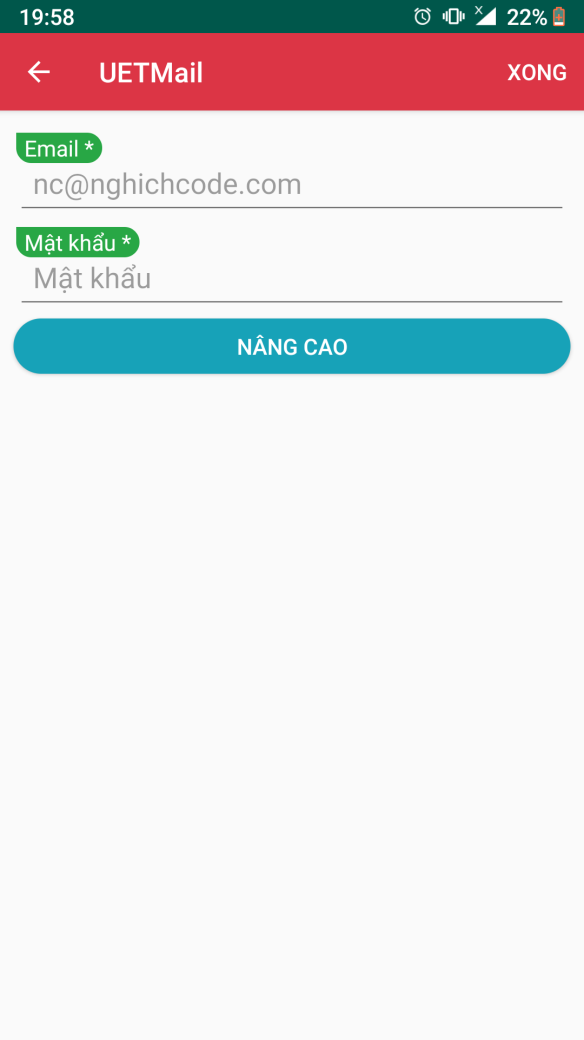 19:58
22%
UETMail
XONG
Email *
nc@nghichcode.com
Mật khẩu *
Mật khẩu
NÂNG CAO